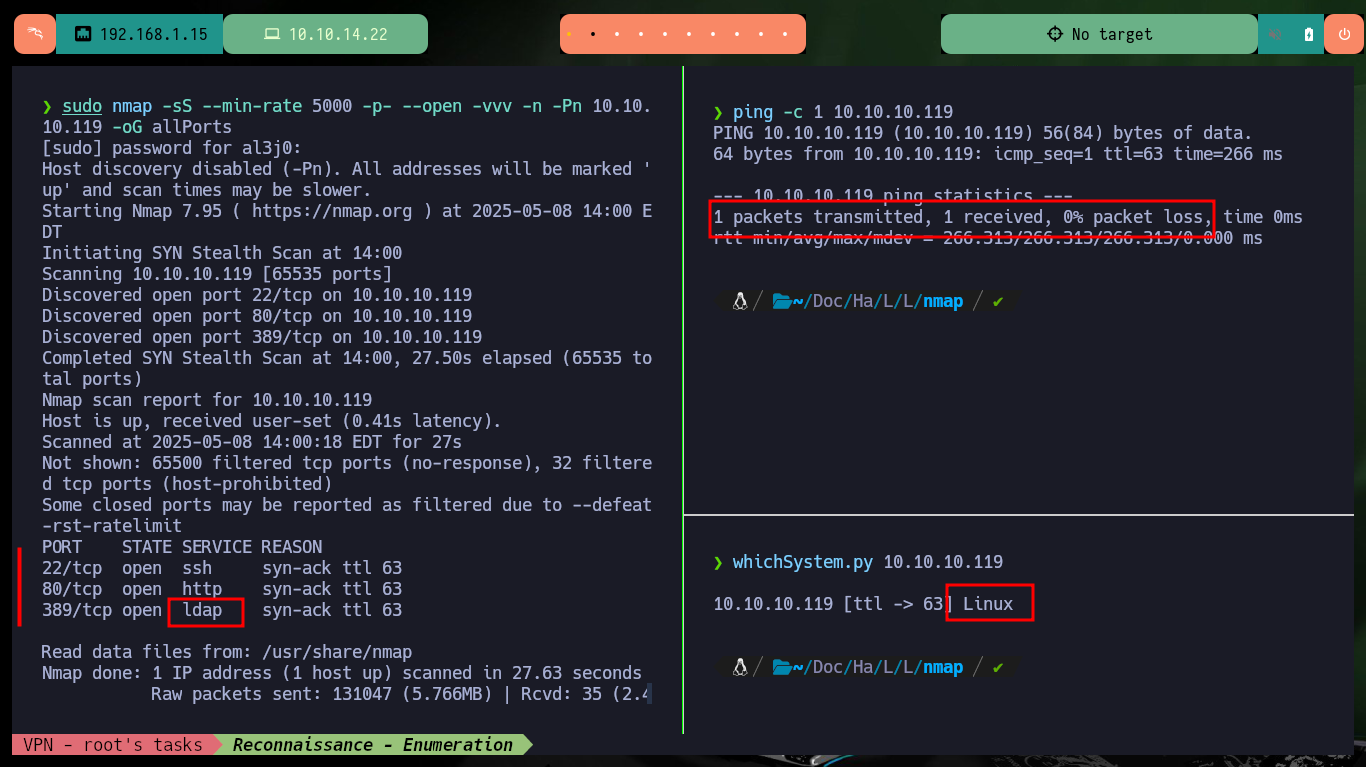 192.168.1.15
10.10.14.22
No target
❯ sudo nmap -sS --min-rate 5000 -p- --open -vvv -n -Pn 10.10.
10.119 -oG allPorts
[sudo] password for al3j0:
Host discovery disabled (-Pn). All addresses will be marked '
up' and scan times may be slower.
Starting Nmap 7.95 ( https://nmap.org ) at 2025-05-08 14:00 E
DT
Initiating SYN Stealth Scan at 14:00
Scanning 10.10.10.119 [65535 ports]
Discovered open port 22/tcp on 10.10.10.119
Discovered open port 80/tcp on 10.10.10.119
Discovered open port 389/tcp on 10.10.10.119
Completed SYN Stealth Scan at 14:00, 27.50s elapsed (65535 to
tal ports)
Nmap scan report for 10.10.10.119
Host is up, received user-set (0.41s latency).
Scanned at 2025-05-08 14:00:18 EDT for 27s
Not shown: 65500 filtered tcp ports (no-response), 32 filtere
d tcp ports (host-prohibited)
Some closed ports may be reported as filtered due to --defeat
-rst-ratelimit
PORT    STATE SERVICE REASON
22/tcp  open  ssh     syn-ack ttl 63
80/tcp  open  http    syn-ack ttl 63
389/tcp open  ldap    syn-ack ttl 63
Read data files from: /usr/share/nmap
Nmap done: 1 IP address (1 host up) scanned in 27.63 seconds
Raw packets sent: 131047 (5.766MB) | Rcvd: 35 (2.4
❯ ping -c 1 10.10.10.119
PING 10.10.10.119 (10.10.10.119) 56(84) bytes of data.
64 bytes from 10.10.10.119: icmp_seq=1 ttl=63 time=266 ms
--- 10.10.10.119 ping statistics ---
1 packets transmitted, 1 received, 0% packet loss, time 0ms
rtt min/avg/max/mdev = 266.313/266.313/266.313/0.000 ms
/ ~/Doc/Ha/L/L/nmap / ✔
❯ whichSystem.py 10.10.10.119
10.10.10.119 [ttl -> 63] Linux
/ ~/Doc/Ha/L/L/nmap / ✔
VPN - root's tasks
Reconnaissance - Enumeration